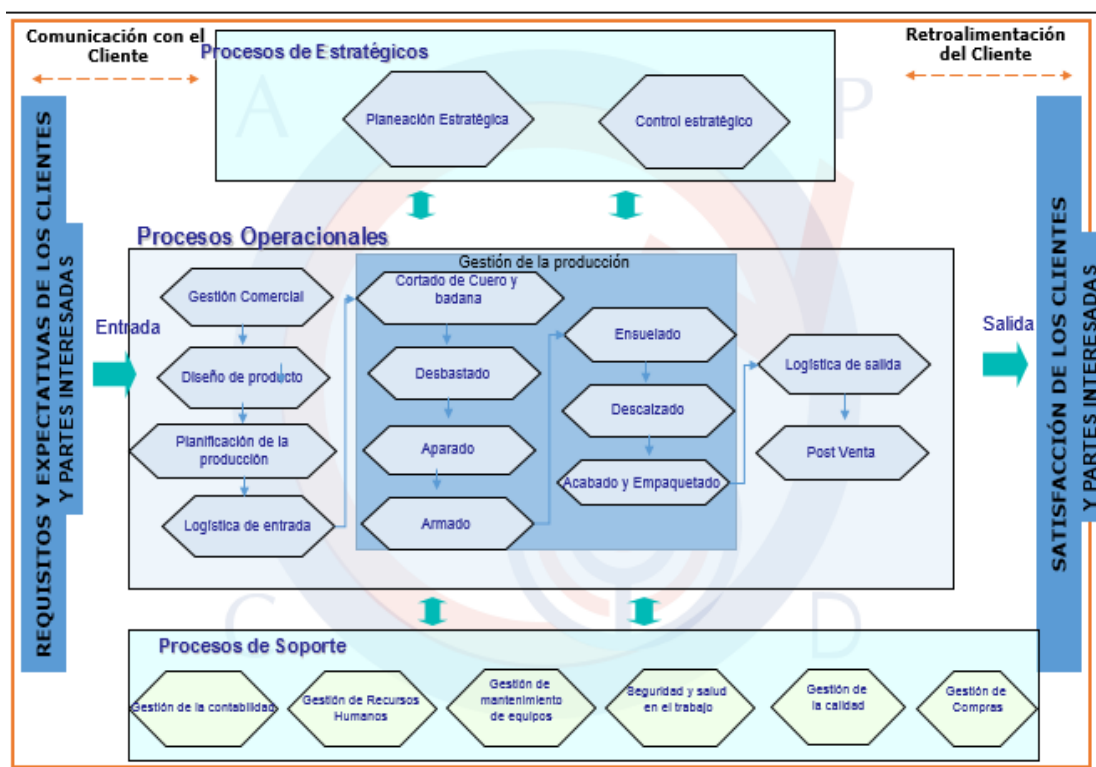 Comunicación con el
Cliente
Procesos de Estratégicos
Retroalimentación
del Cliente
Planeación Estratégica
Control estratégico
A
P
REQUISITOS Y EXPECTATIVAS DE LOS CLIENTES
Y PARTES INTERESADAS
Entrada
Procesos Operacionales
Gestión Comercial
Diseño de producto
Planificación de la
producción
Logística de entrada
Gestión de la producción
Cortado de Cuero y
badana
Desbastado
Aparado
Armado
Ensuelado
Descalzado
Acabado y Empaquetado
Logística de salida
Post Venta
Salida
SATISFACCIÓN DE LOS CLIENTES
Y PARTES INTERESADAS
C
D
Procesos de Soporte
Gestión de la contabilidad
Gestión de Recursos
Humanos
Gestión de
mantenimiento
de equipos
Seguridad y salud
en el trabajo
Gestión de
la calidad
Gestión de
Compras